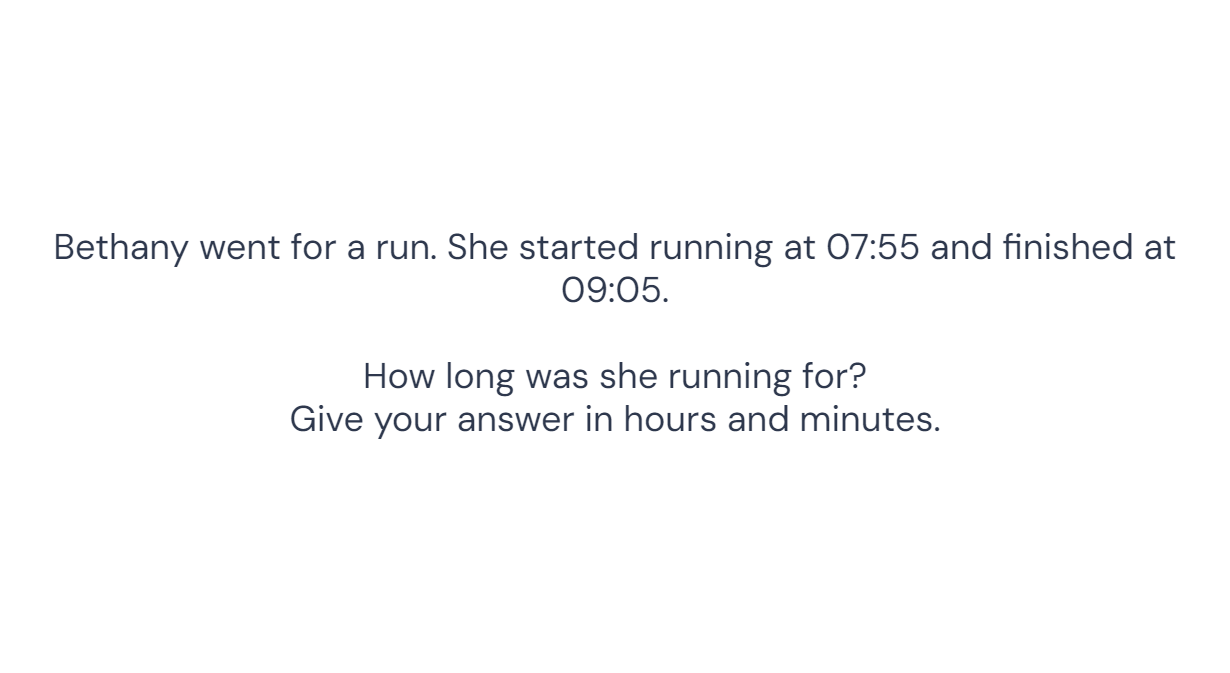 Bethany went for a run. She started running at 07:55 and finished at
09:05.
How long was she running for?
Give your answer in hours and minutes.